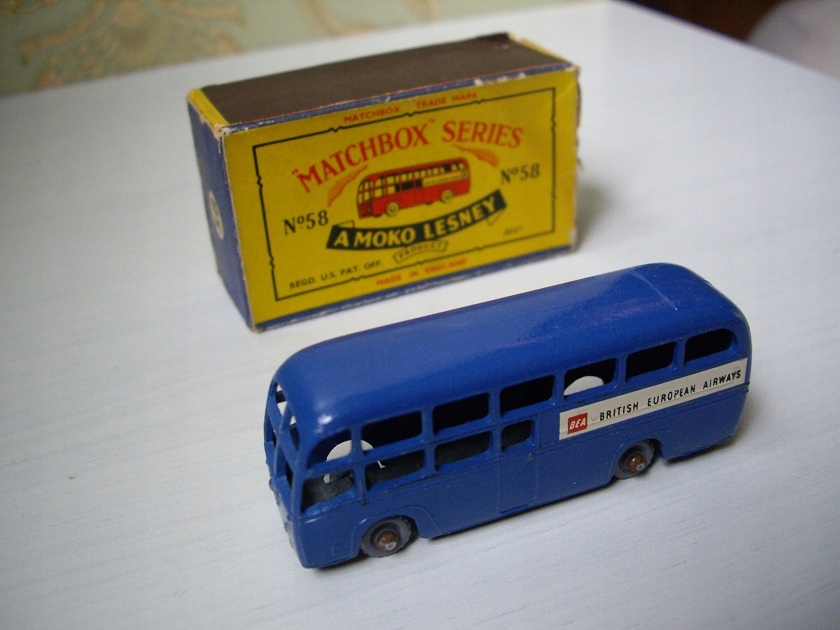 MATCHBOX TRADE MARK
"MATCHBOX" SERIES
Nº58
Nº58
A MOKO LESNEY
PRODUCT
REGD. U.S. PAT. OFF.
MADE IN ENGLAND
BEA BRITISH EUROPEAN AIRWAYS